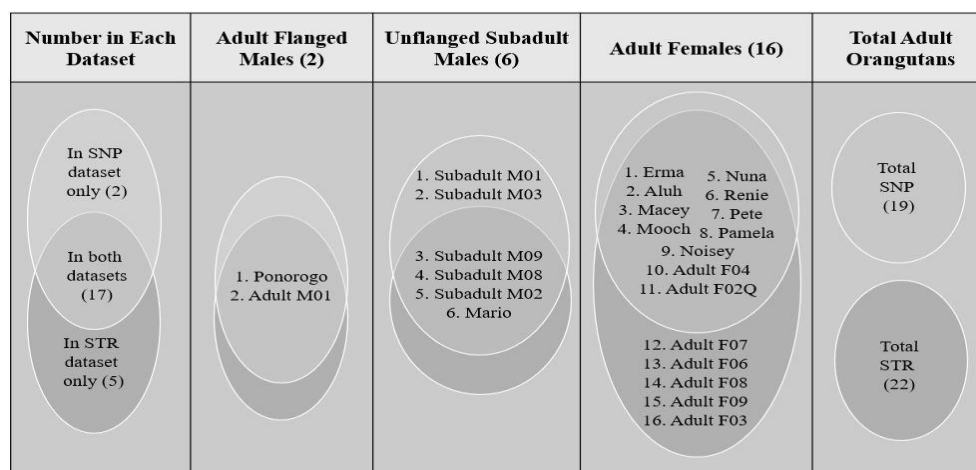 Number in Each
Dataset
Adult Flanged
Males (2)
Unflanged Subadult
Males (6)
Adult Females (16)
Total Adult
Orangutans
In SNP
dataset
only (2)
In both
datasets
(17)
In STR
dataset
only (5)
1. Ponorogo
2. Adult M01
1. Subadult M01
2. Subadult M03
3. Subadult M09
4. Subadult M08
5. Subadult M02
6. Mario
1. Erma
2. Aluh
3. Macey
4. Mooch
5. Nuna
6. Renie
7. Pete
8. Pamela
9. Noisey
10. Adult F04
11. Adult F02Q
12. Adult F07
13. Adult F06
14. Adult F08
15. Adult F09
16. Adult F03
Total
SNP
(19)
Total
STR
(22)